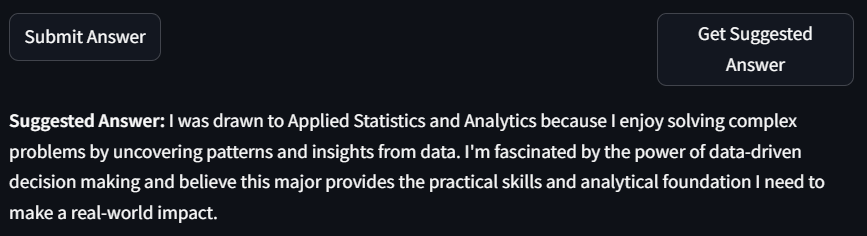 Submit Answer
Get Suggested
Answer
Suggested Answer: I was drawn to Applied Statistics and Analytics because I enjoy solving complex
problems by uncovering patterns and insights from data. I'm fascinated by the power of data-driven
decision making and believe this major provides the practical skills and analytical foundation I need to
make a real-world impact.